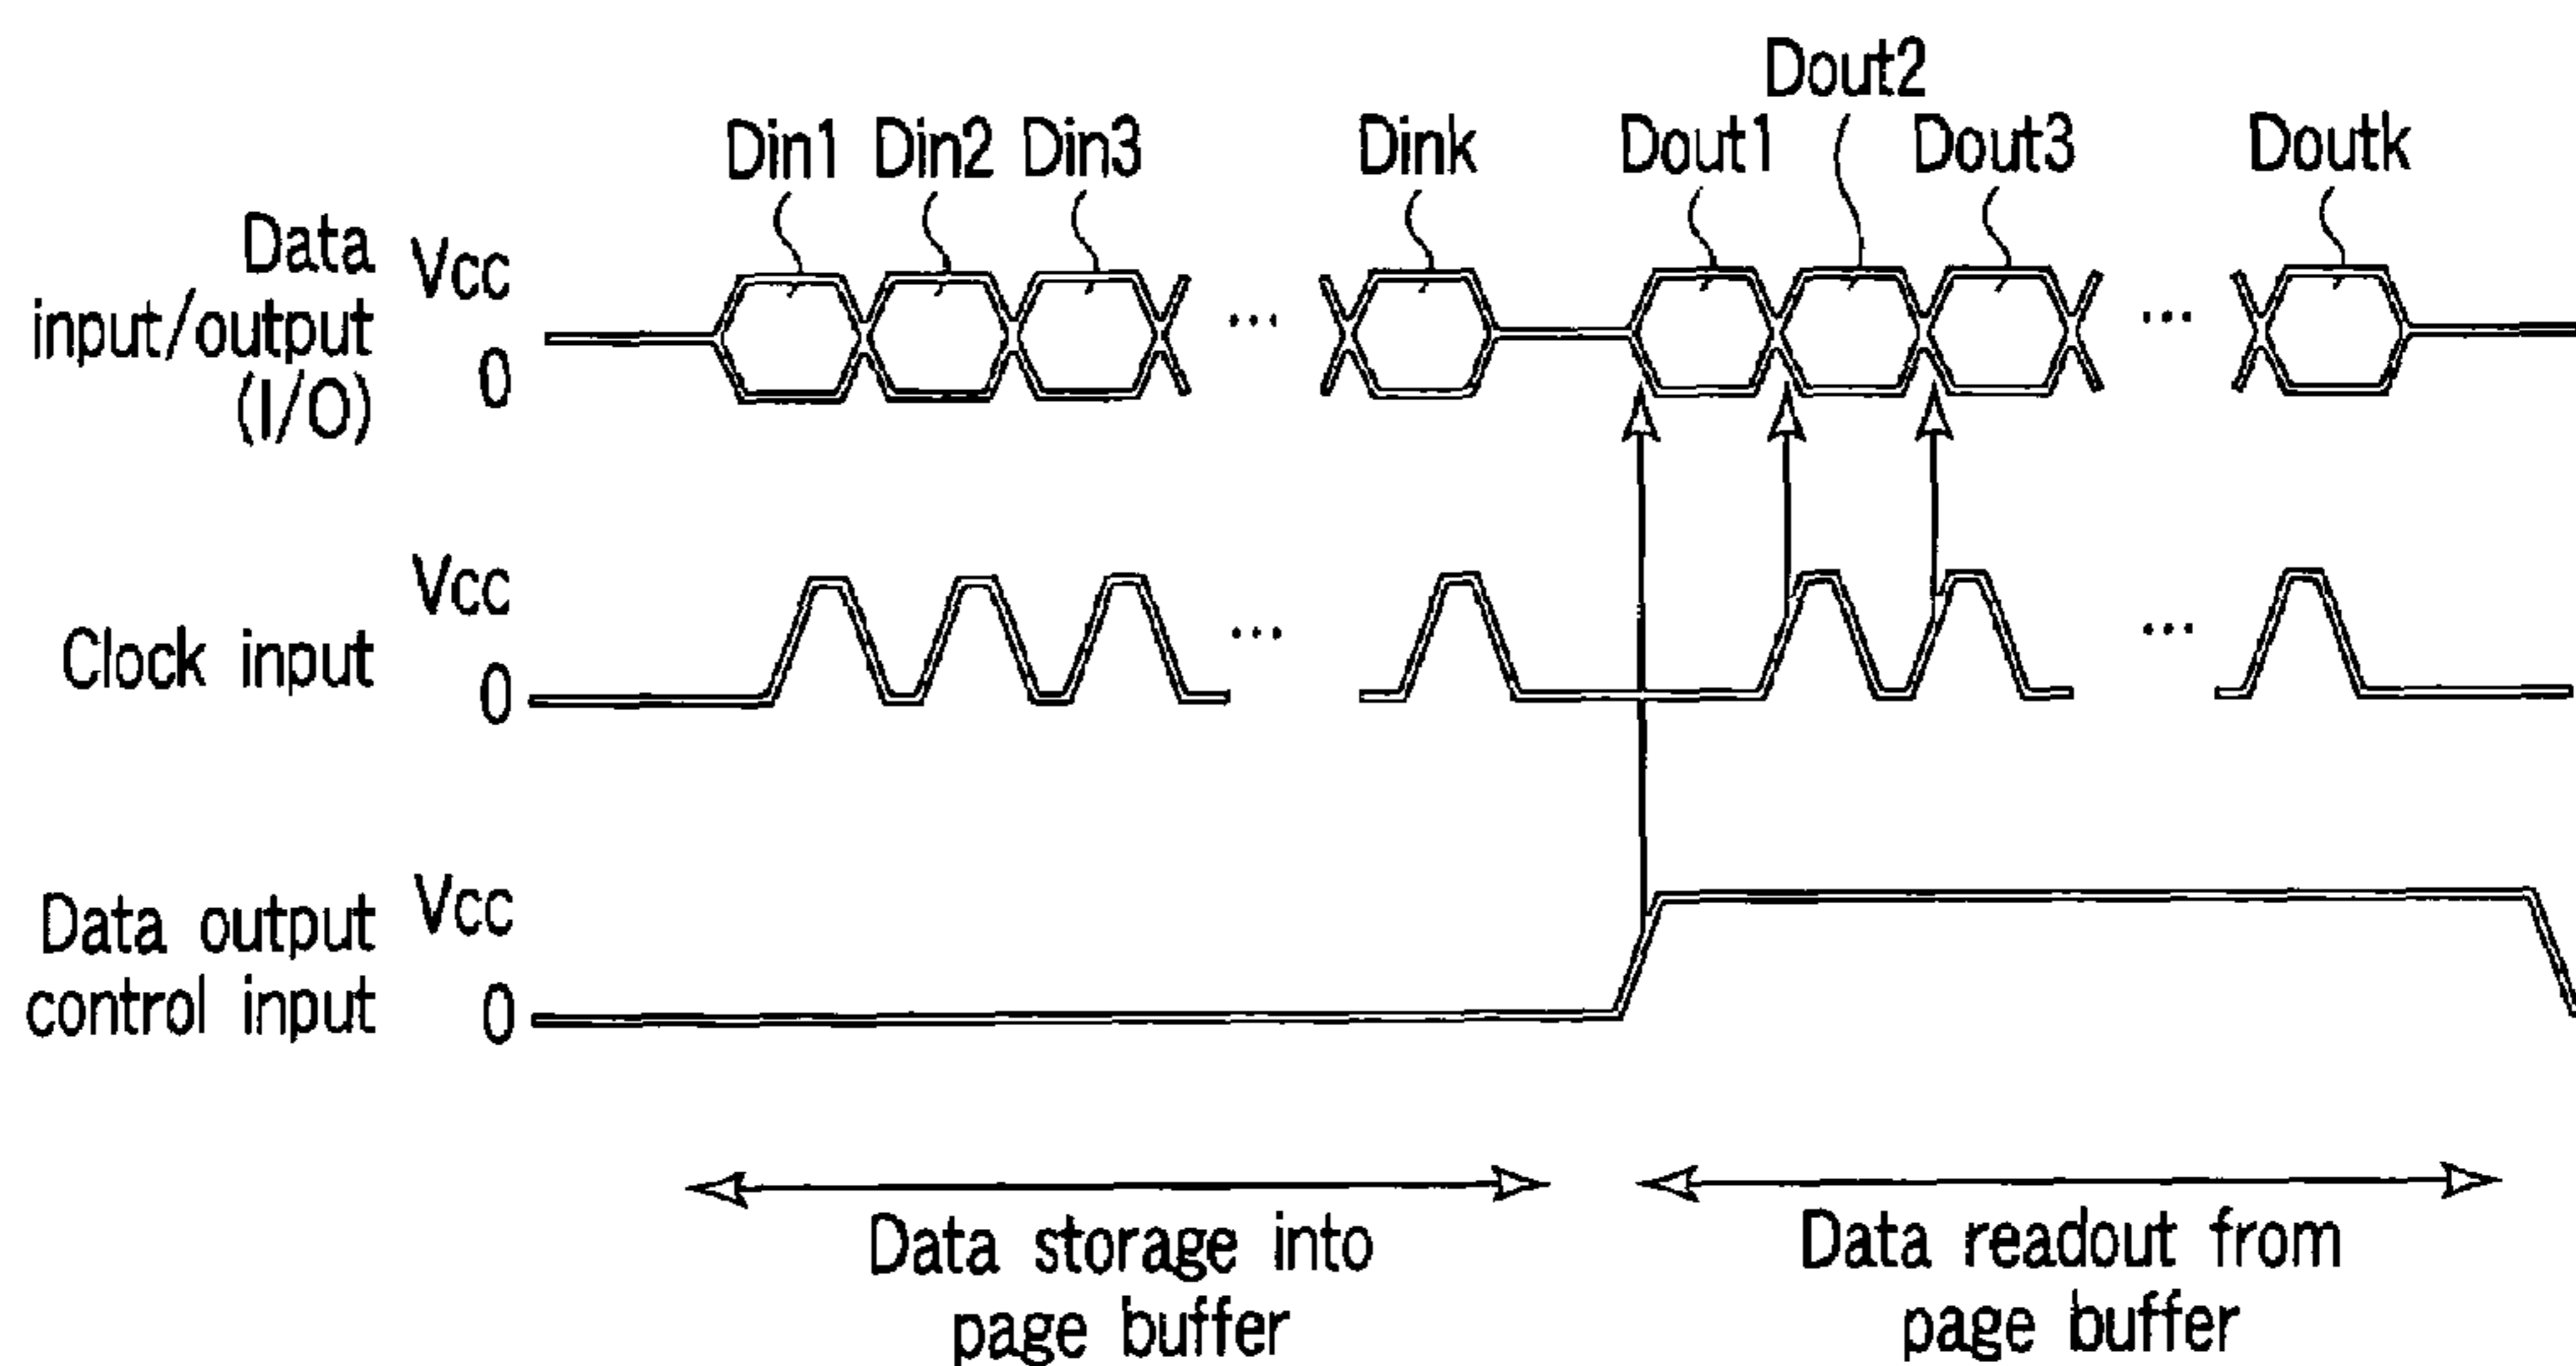 Dout2
Din1 Din2 Din3 Dink Dout1 Dout3 Doutk
Data
input/output
(I/O)
Vcc
0
...
...
Clock input
Vcc
0
...
...
Data output
control input
Vcc
0
Data storage into
page buffer
Data readout from
page buffer